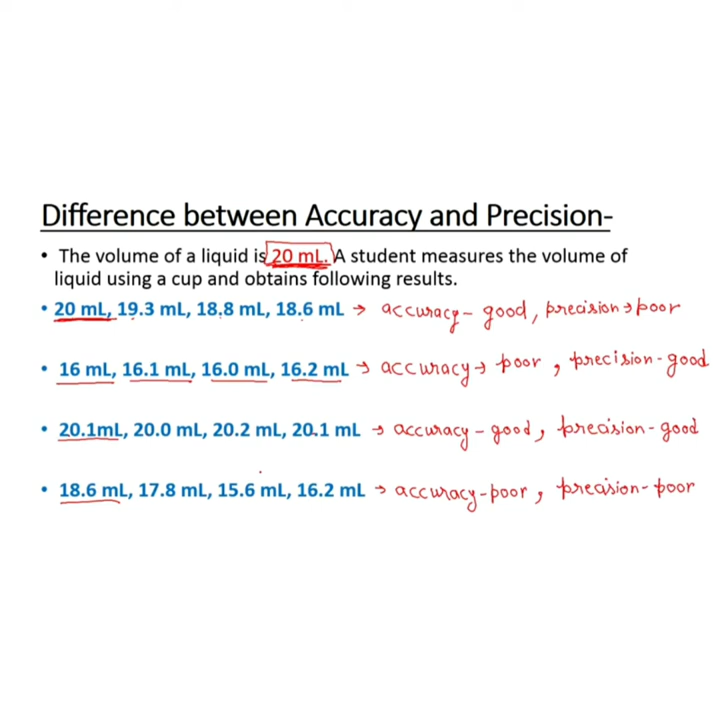 Difference between Accuracy and Precision-
• The volume of a liquid is 20 mL. A student measures the volume of
liquid using a cup and obtains following results.
• 20 mL, 19.3 mL, 18.8 mL, 18.6 mL → accuracy - good, precision → poor
• 16 mL, 16.1 mL, 16.0 mL, 16.2 mL → accuracy → poor, precision - good
• 20.1mL, 20.0 mL, 20.2 mL, 20.1 mL → accuracy - good, precision - good
• 18.6 mL, 17.8 mL, 15.6 mL, 16.2 mL → accuracy - poor, precision - poor